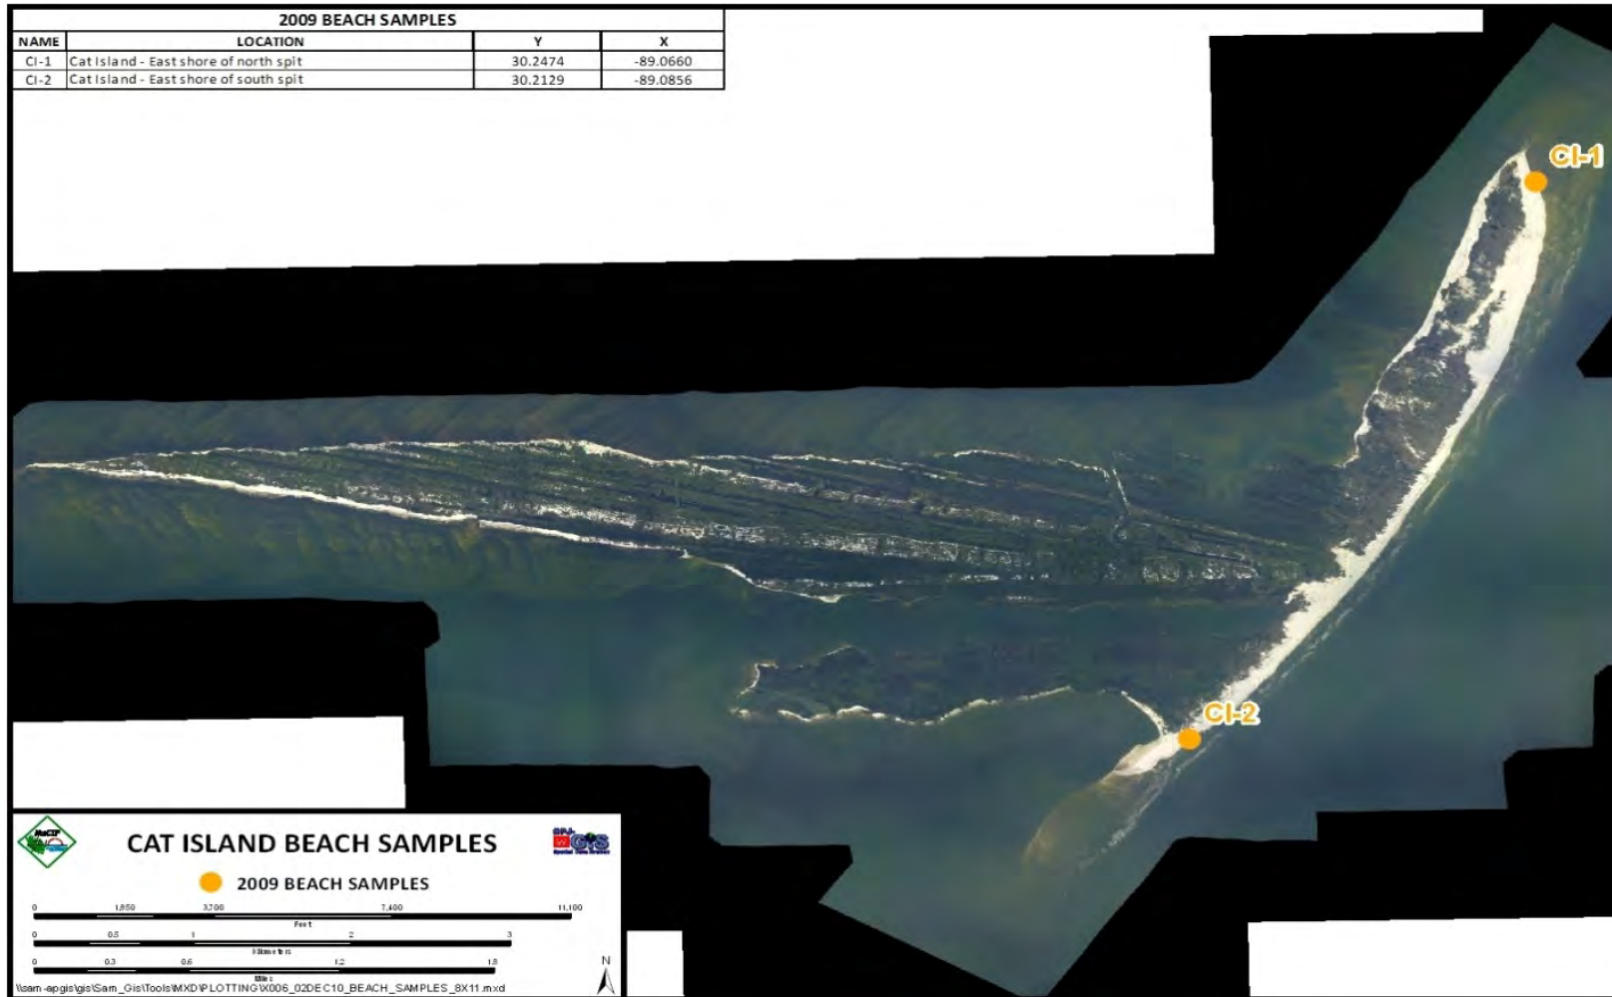 2009 BEACH SAMPLES
NAME LOCATION Y X
CI-1 Cat Island - East shore of north spit 30.2474 -89.0660
CI-2 Cat Island - East shore of south spit 30.2129 -89.0856
CI-1
CI-2
MsCIP
CAT ISLAND BEACH SAMPLES
2009 BEACH SAMPLES
0 1,850 3,700 7,400 11,100
Feet
0 0.5 1 2 3
Kilometers
0 0.3 0.6 1.2 1.8
Miles
N
\\sam-apgis\gis\Sam_Gis\Tools\MXD\PLOTTING\X006_02DEC10_BEACH_SAMPLES_8X11.mxd